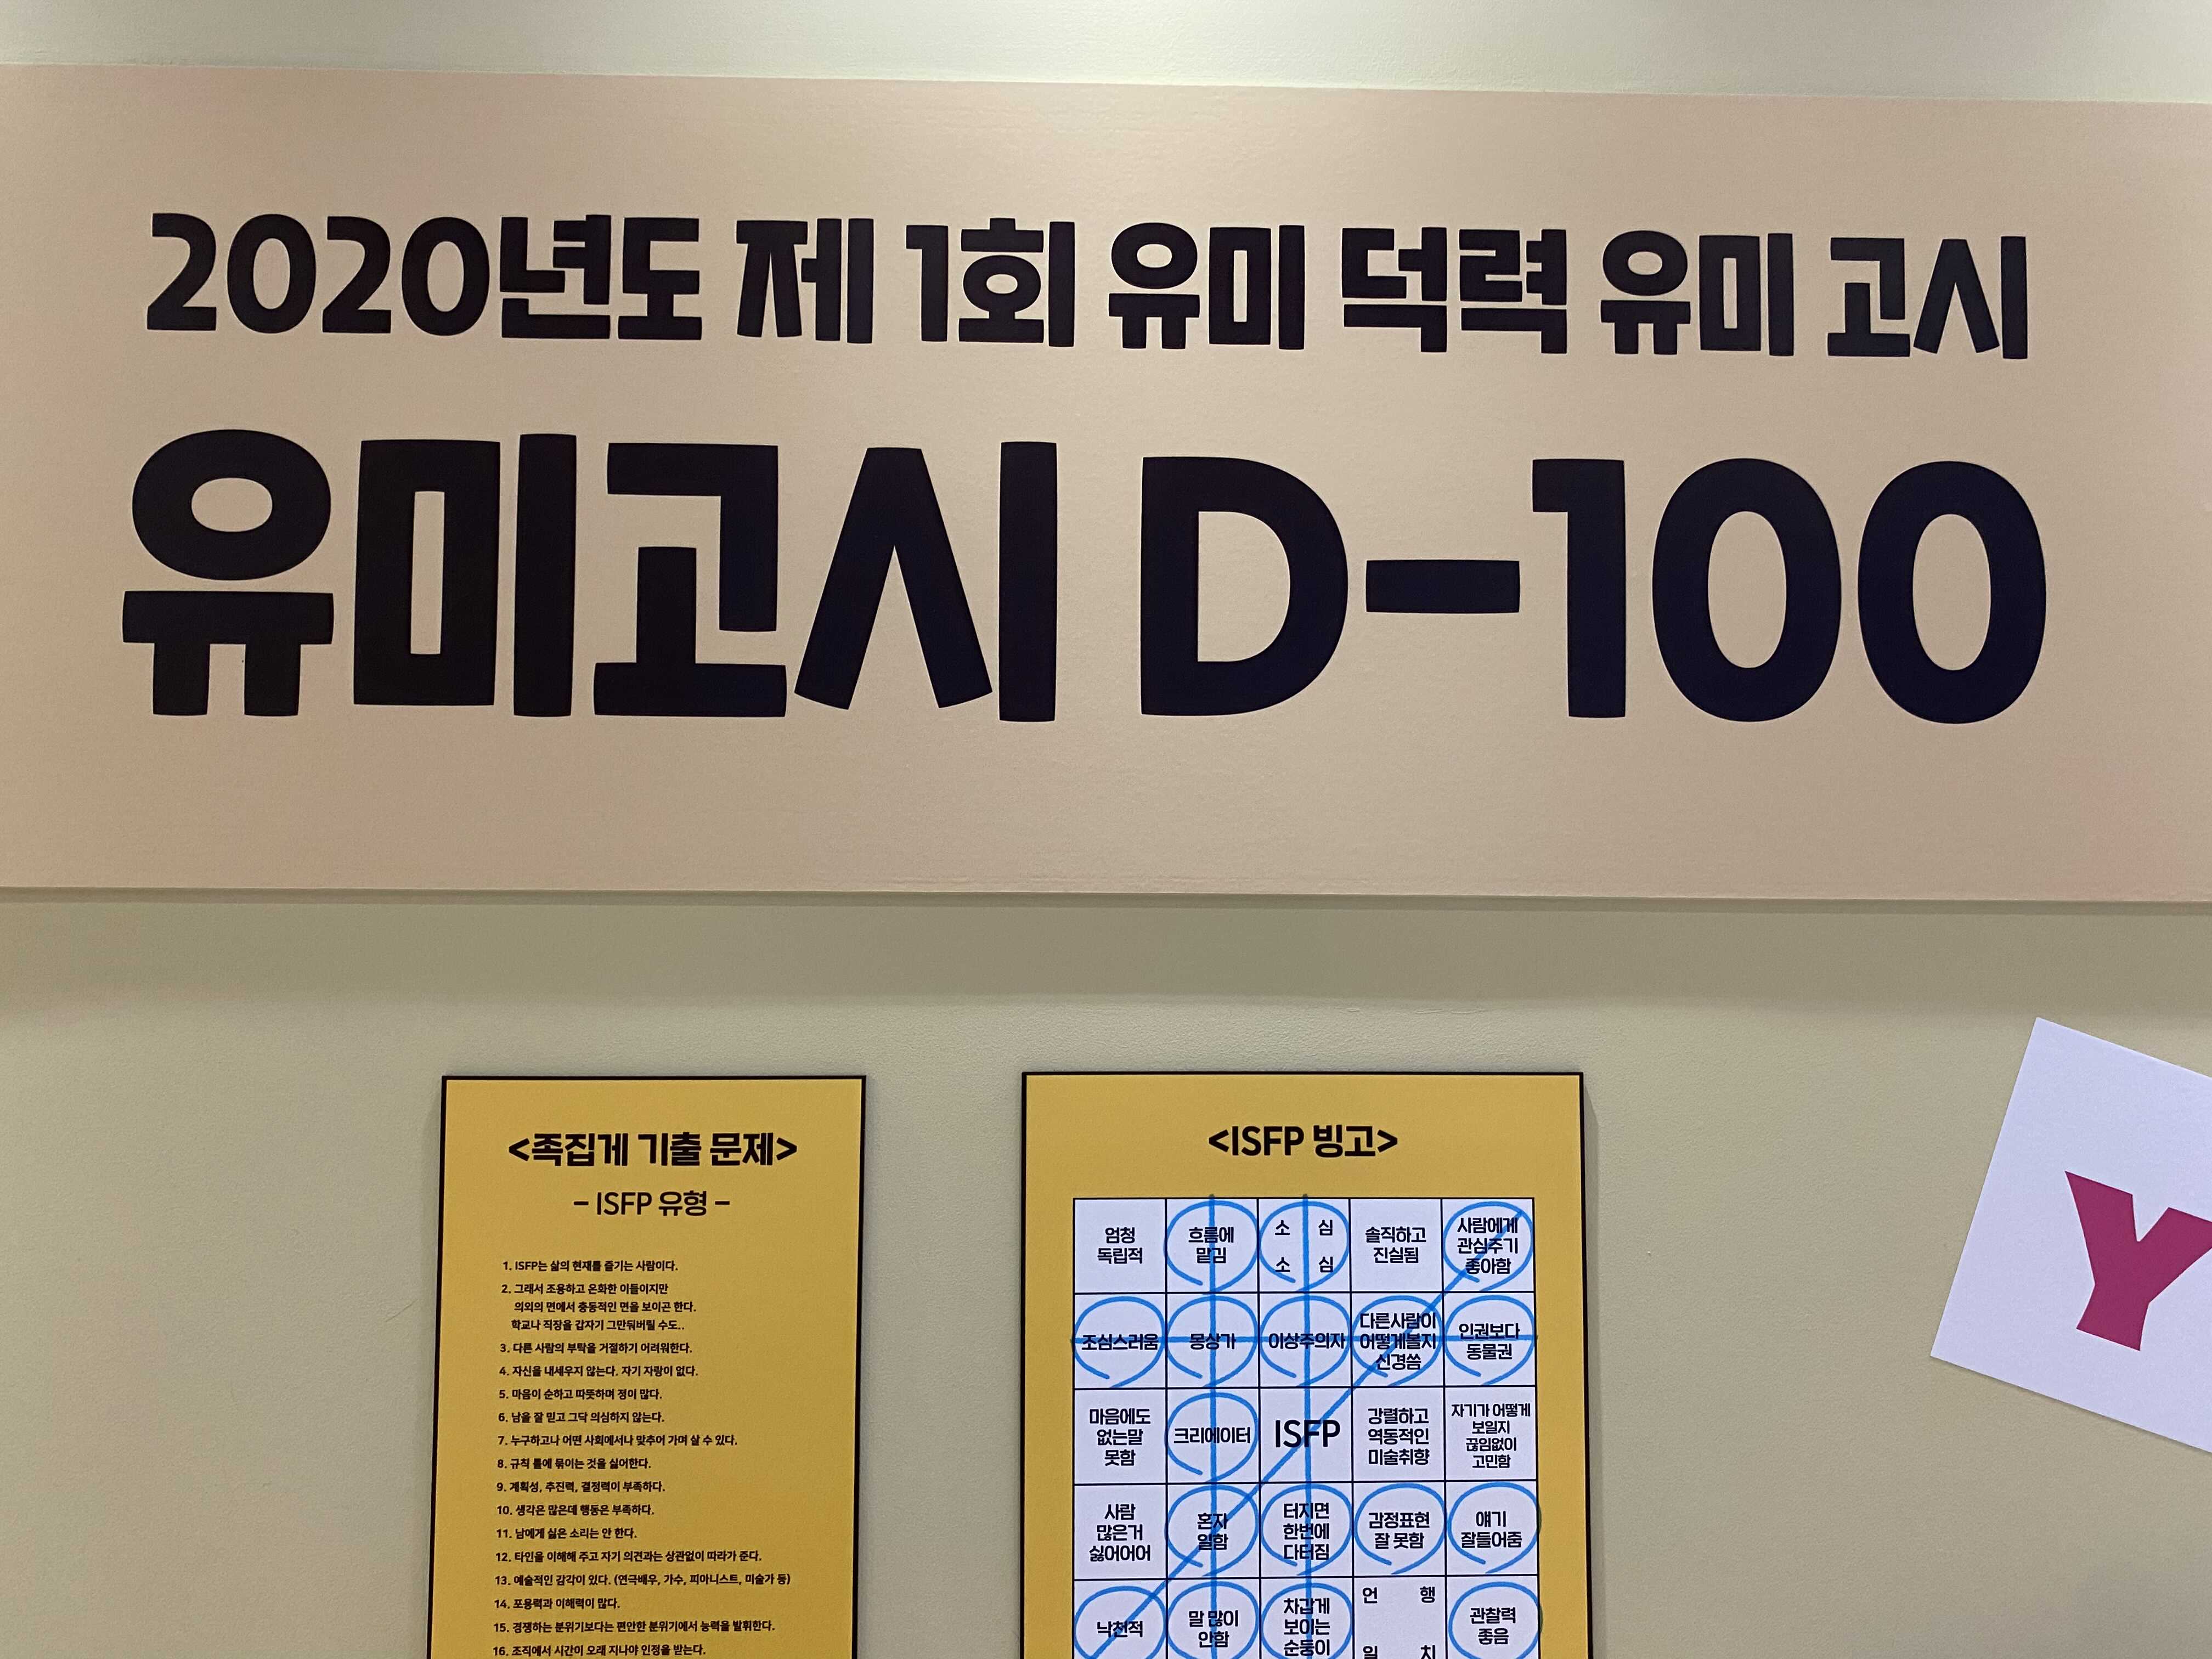 2020년도 제 1회 유미 덕력 유미 고시
유미고시 D-100
<족집게 기출 문제>
- ISFP 유형 -
1. ISFP는 삶의 현재를 즐기는 사람이다.
2. 그래서 조용하고 온화한 이들이지만
의외의 면에서 충동적인 면을 보이곤 한다.
학교나 직장을 갑자기 그만둬버릴 수도..
3. 다른 사람의 부탁을 거절하기 어려워한다.
4. 자신을 내세우지 않는다. 자기 자랑이 없다.
5. 마음이 순하고 따뜻하며 정이 많다.
6. 남을 잘 믿고 그닥 의심하지 않는다.
7. 누구하고나 어떤 사회에서나 맞추어 가며 살 수 있다.
8. 규칙 틀에 묶이는 것을 싫어한다.
9. 계획성, 추진력, 결정력이 부족하다.
10. 생각은 많은데 행동은 부족하다.
11. 남에게 싫은 소리는 안 한다.
12. 타인을 이해해 주고 자기 의견과는 상관없이 따라가 준다.
13. 예술적인 감각이 있다. (연극배우, 가수, 피아니스트, 미술가 등)
14. 포용력과 이해력이 많다.
15. 경쟁하는 분위기보다는 편안한 분위기에서 능력을 발휘한다.
16. 조직에서 시간이 오래 지나야 인정을 받는다.
<ISFP 빙고>
엄청
독립적
흐름에
맡김
소 심
소 심
솔직하고
진실됨
사람에게
관심주기
좋아함
조심스러움
몽상가
이상주의자
다른사람이
어떻게볼지
신경씀
인권보다
동물권
마음에도
없는말
못함
크리에이터
ISFP
강렬하고
역동적인
미술취향
자기가 어떻게
보일지
끊임없이
고민함
사람
많은거
싫어어어
혼자
일함
터지면
한번에
다터짐
감정표현
잘 못함
얘기
잘들어줌
낙천적
말 많이
안함
차갑게
보이는
순둥이
언 행
일 치
관찰력
좋음
Y